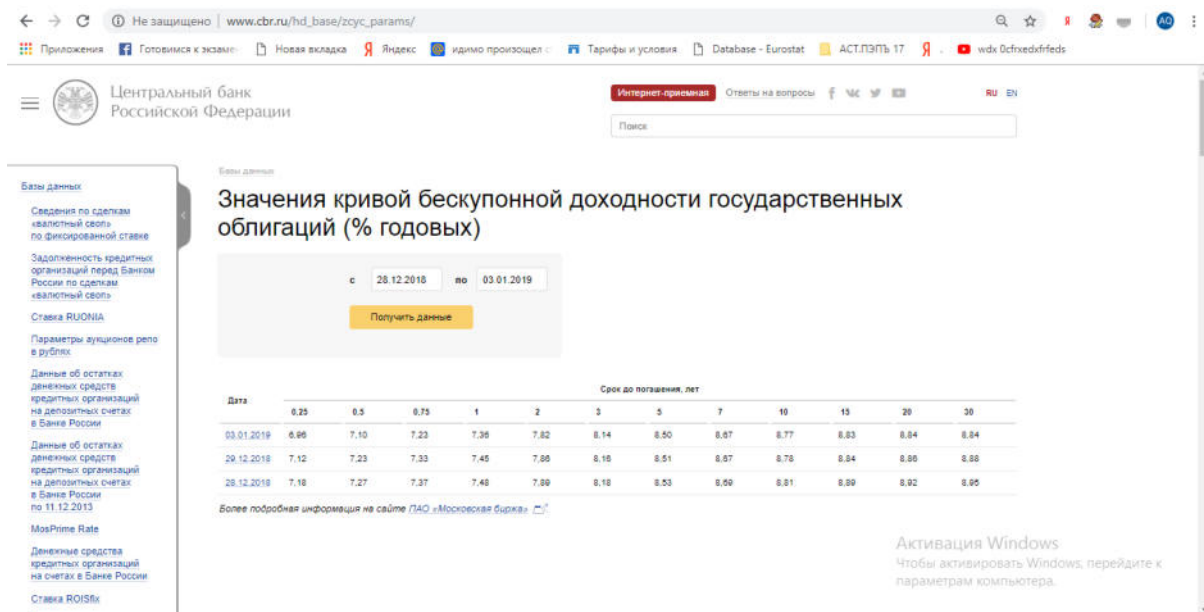 Не защищено | www.cbr.ru/hd_base/zcyc_params/
Приложения Готовимся к экзаме Новая вкладка Яндекс идимо произошел с Тарифы и условия Database - Eurostat АСТ.ПЭПЪ 17 wdx 0cfrxedxfrfeds
Центральный банк
Российской Федерации
Интернет-приемная Ответы на вопросы
RU EN
Поиск
Базы данных
Сведения по сделкам
«валютный своп»
по фиксированной ставке
Задолженность кредитных
организаций перед Банком
России по сделкам
«валютный своп»
Ставка RUONIA
Параметры аукционов репо
в рублях
Данные об остатках
денежных средств
кредитных организаций
на депозитных счетах
в Банке России
Данные об остатках
денежных средств
кредитных организаций
на депозитных счетах
в Банке России
по 11.12.2013
MosPrime Rate
Денежные средства
кредитных организаций
на счетах в Банке России
Ставка ROISfix
Базы данных
Значения кривой бескупонной доходности государственных
облигаций (% годовых)
с 28.12.2018 по 03.01.2019
Получить данные
Дата Срок до погашения, лет
0,25 0,5 0,75 1 2 3 5 7 10 15 20 30
03.01.2019 6,96 7,10 7,23 7,36 7,82 8,14 8,50 8,67 8,77 8,83 8,84 8,84
29.12.2018 7,12 7,23 7,33 7,45 7,86 8,16 8,51 8,67 8,78 8,84 8,86 8,88
28.12.2018 7,18 7,27 7,37 7,48 7,89 8,18 8,53 8,69 8,81 8,89 8,92 8,95
Более подробная информация на сайте ПАО «Московская биржа»
Активация Windows
Чтобы активировать Windows, перейдите к
параметрам компьютера.